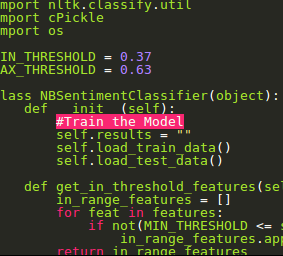 mport nltk.classify.util
mport cPickle
mport os
IN_THRESHOLD = 0.37
AX_THRESHOLD = 0.63
lass NBSentimentClassifier(object):
def __init__(self):
#Train the Model
self.results = ""
self.load_train_data()
self.load_test_data()
def get_in_threshold_features(se
in_range_features = []
for feat in features:
if not(MIN_THRESHOLD <= s
in_range_features.app
return in_range_features